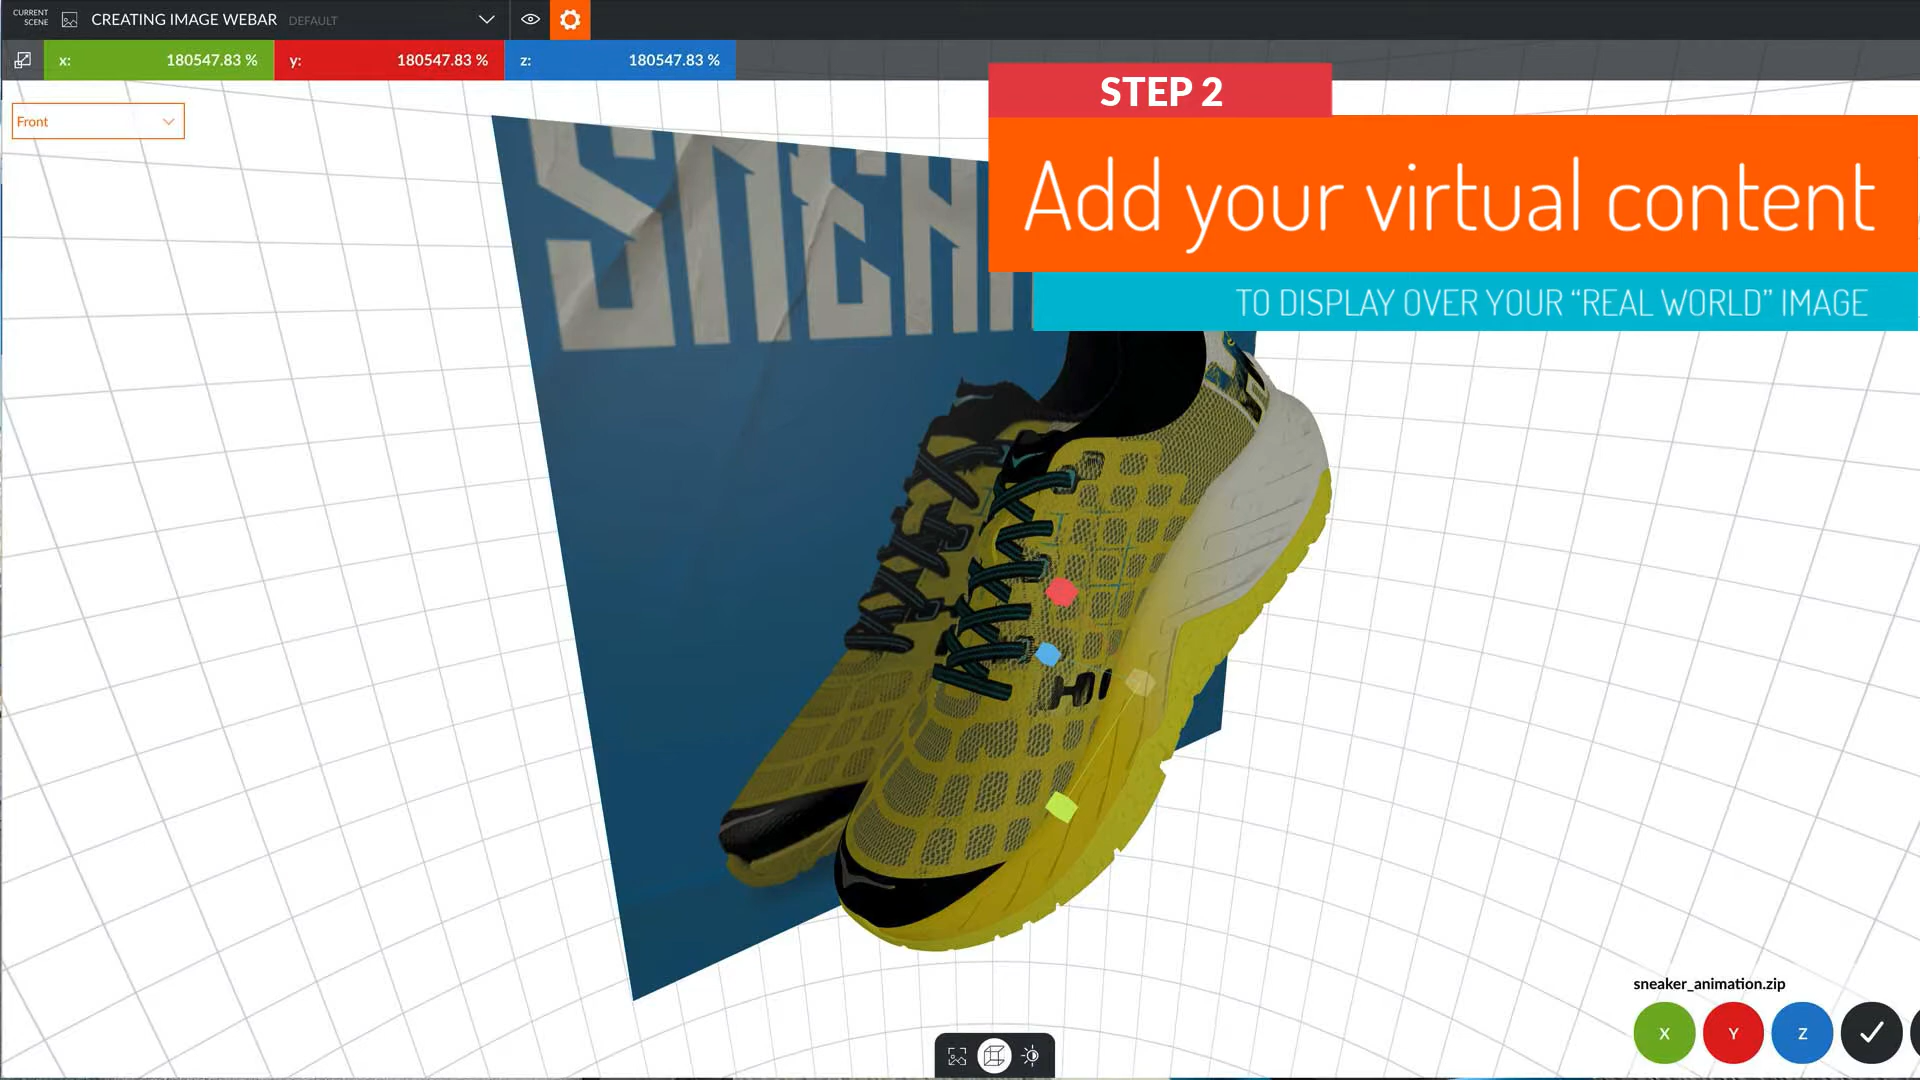 CURRENT
SCENE
CREATING IMAGE WEBAR DEFAULT
x: 180547.83 % y: 180547.83 % z: 180547.83 %
STEP 2
Front
Add your virtual content
TO DISPLAY OVER YOUR “REAL WORLD” IMAGE
sneaker_animation.zip
X Y Z